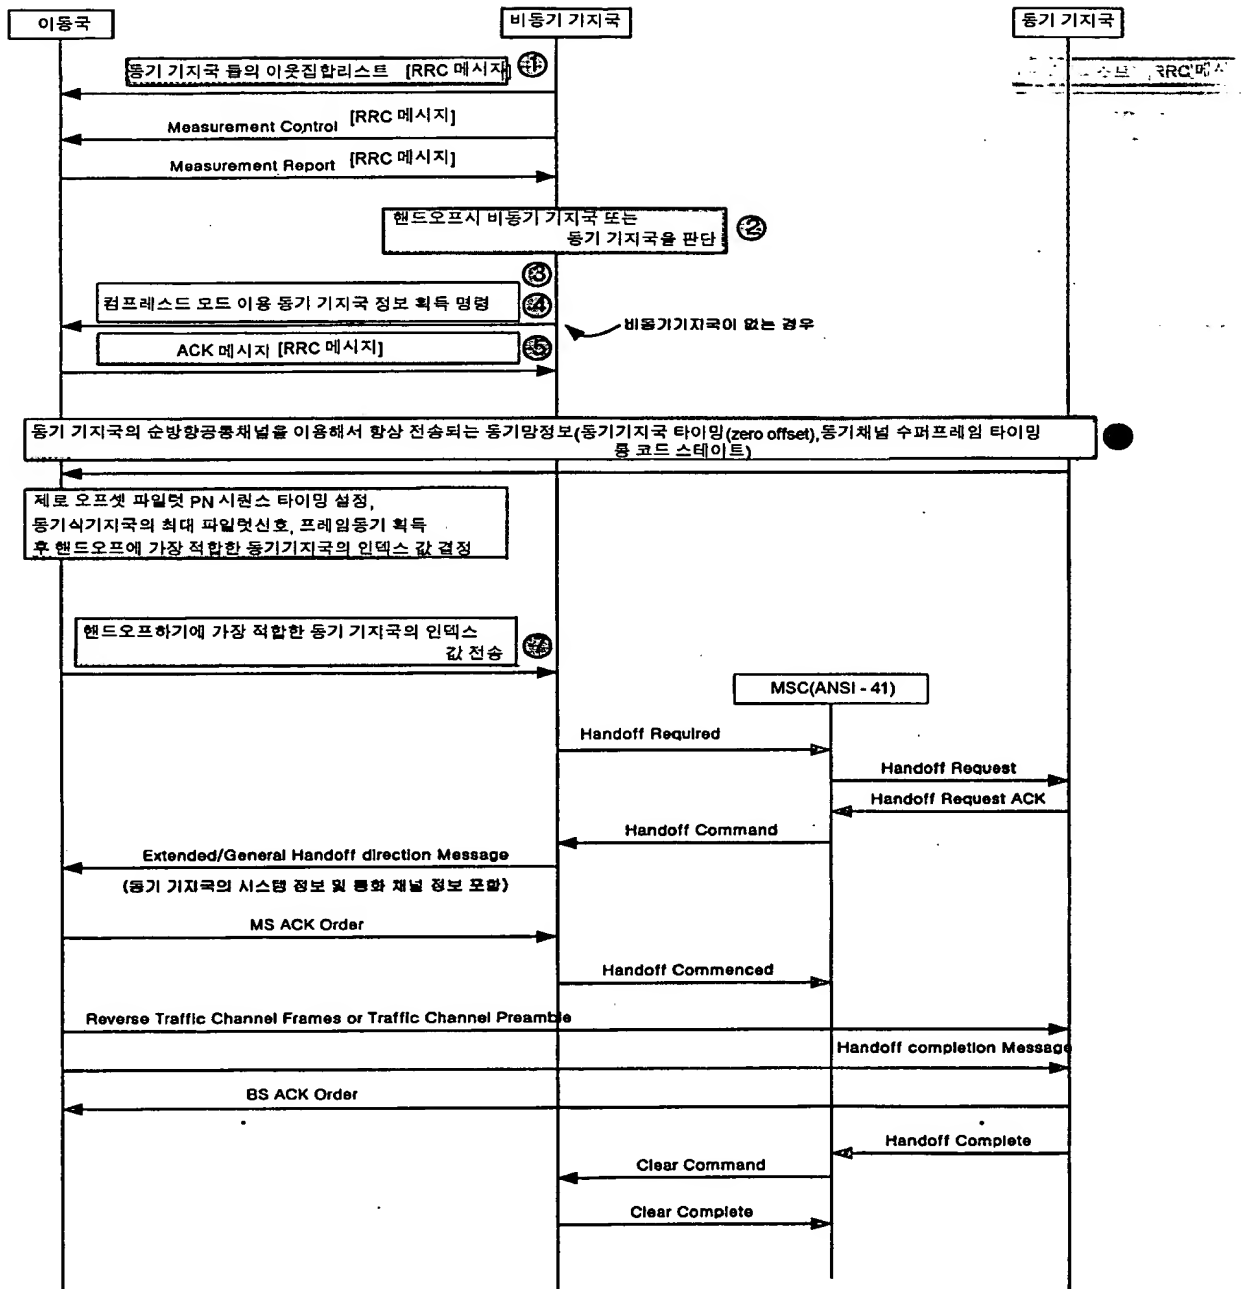 이동국
비동기 기지국
동기 기지국
동기 기지국 들의 이웃집합리스트 [RRC 메시지] ①
RRC
Measurement Control [RRC 메시지]
Measurement Report [RRC 메시지]
핸드오프시 비동기 기지국 또는
동기 기지국을 판단 ②
③
컴프레스드 모드 이용 동기 기지국 정보 획득 명령 ④
비동기기지국이 없는 경우
ACK 메시지 [RRC 메시지] ⑤
동기 기지국의 순방향공통채널을 이용해서 항상 전송되는 동기망정보(동기기지국 타이밍(zero offset),동기채널 수퍼프레임 타이밍
롱 코드 스테이트)
제로 오프셋 파일럿 PN 시퀀스 타이밍 설정,
동기식기지국의 최대 파일럿신호, 프레임동기 획득
후 핸드오프에 가장 적합한 동기기지국의 인덱스 값 결정
핸드오프하기에 가장 적합한 동기 기지국의 인덱스
값 전송 ⑦
MSC(ANSI - 41)
Handoff Required
Handoff Request
Handoff Request ACK
Handoff Command
Extended/General Handoff direction Message
(동기 기지국의 시스템 정보 및 통화 채널 정보 포함)
MS ACK Order
Handoff Commenced
Reverse Traffic Channel Frames or Traffic Channel Preamble
Handoff completion Message
BS ACK Order
Handoff Complete
Clear Command
Clear Complete